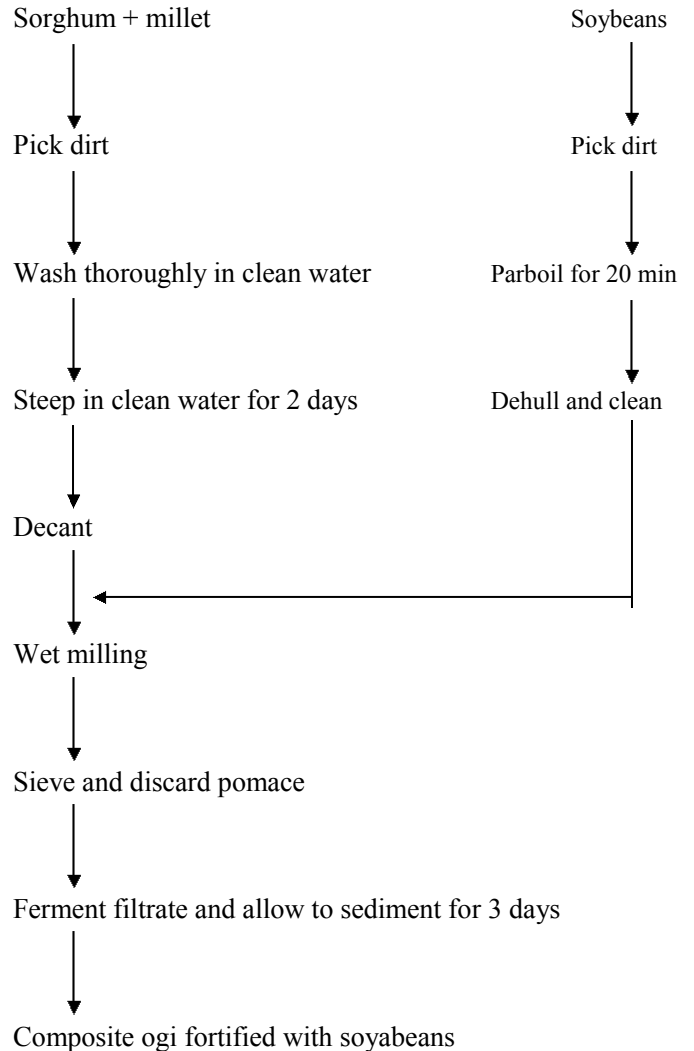 Sorghum + millet
Soybeans
Pick dirt
Pick dirt
Wash thoroughly in clean water
Parboil for 20 min
Steep in clean water for 2 days
Dehull and clean
Decant
Wet milling
Sieve and discard pomace
Ferment filtrate and allow to sediment for 3 days
Composite ogi fortified with soyabeans